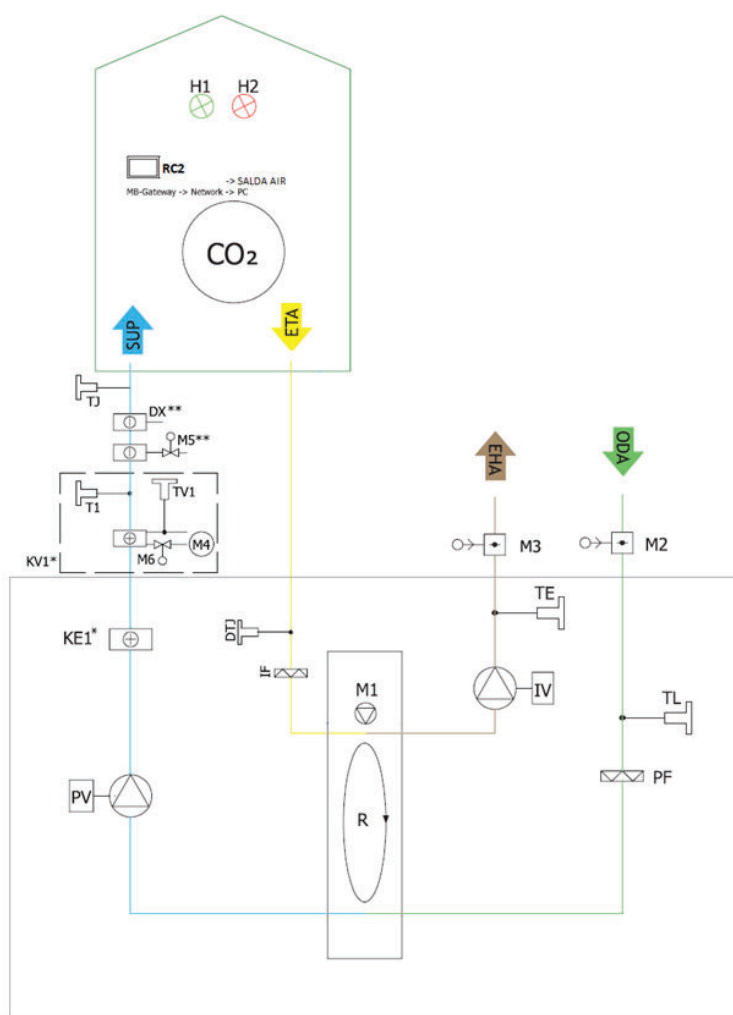 H1 H2
RC2
-> SALDA AIR
MB-Gateway -> Network -> PC
CO₂
SUP
ETA
TJ
DX**
M5**
EHA
ODA
T1
TV1
M4
KV1*
M6
M3
M2
TE
KE1*
DTJ
IF
M1
IV
TL
PV
R
PF